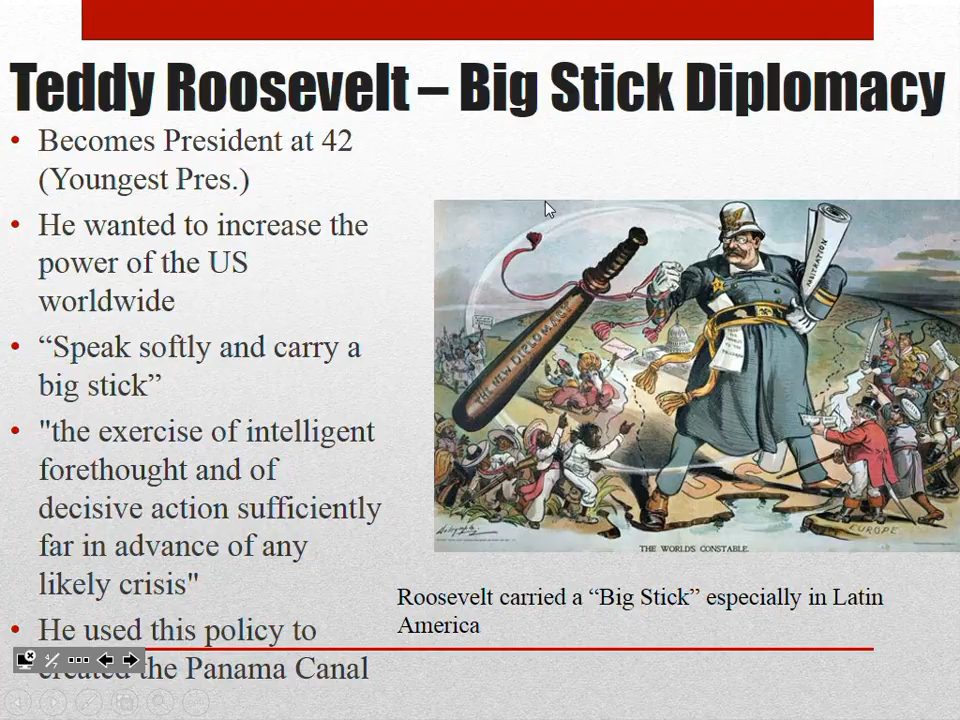 Teddy Roosevelt – Big Stick Diplomacy
• Becomes President at 42
(Youngest Pres.)
• He wanted to increase the
power of the US
worldwide
• “Speak softly and carry a
big stick”
• "the exercise of intelligent
forethought and of
decisive action sufficiently
far in advance of any
likely crisis"
• He used this policy to
created the Panama Canal
THE NEW DIPLOMACY
ARBITRATION
EUROPE
THE WORLD'S CONSTABLE.
Roosevelt carried a “Big Stick” especially in Latin
America